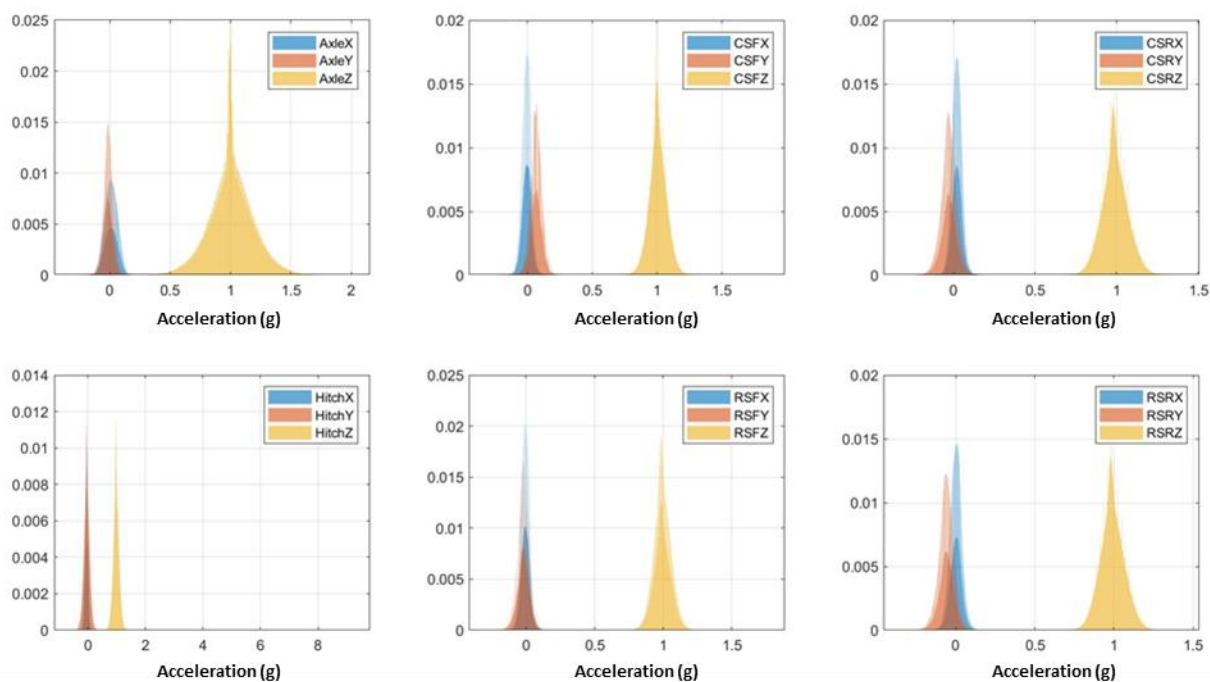 0.025
0.02
0.015
0.01
0.005
0
0 0.5 1 1.5 2
AxleX
AxleY
AxleZ
Acceleration (g)
0.02
0.015
0.01
0.005
0
0 0.5 1 1.5
CSFX
CSFY
CSFZ
Acceleration (g)
0.02
0.015
0.01
0.005
0
0 0.5 1 1.5
CSRX
CSRY
CSRZ
Acceleration (g)
0.014
0.012
0.01
0.008
0.006
0.004
0.002
0
0 2 4 6 8
HitchX
HitchY
HitchZ
Acceleration (g)
0.025
0.02
0.015
0.01
0.005
0
0 0.5 1 1.5
RSFX
RSFY
RSFZ
Acceleration (g)
0.02
0.015
0.01
0.005
0
0 0.5 1 1.5
RSRX
RSRY
RSRZ
Acceleration (g)